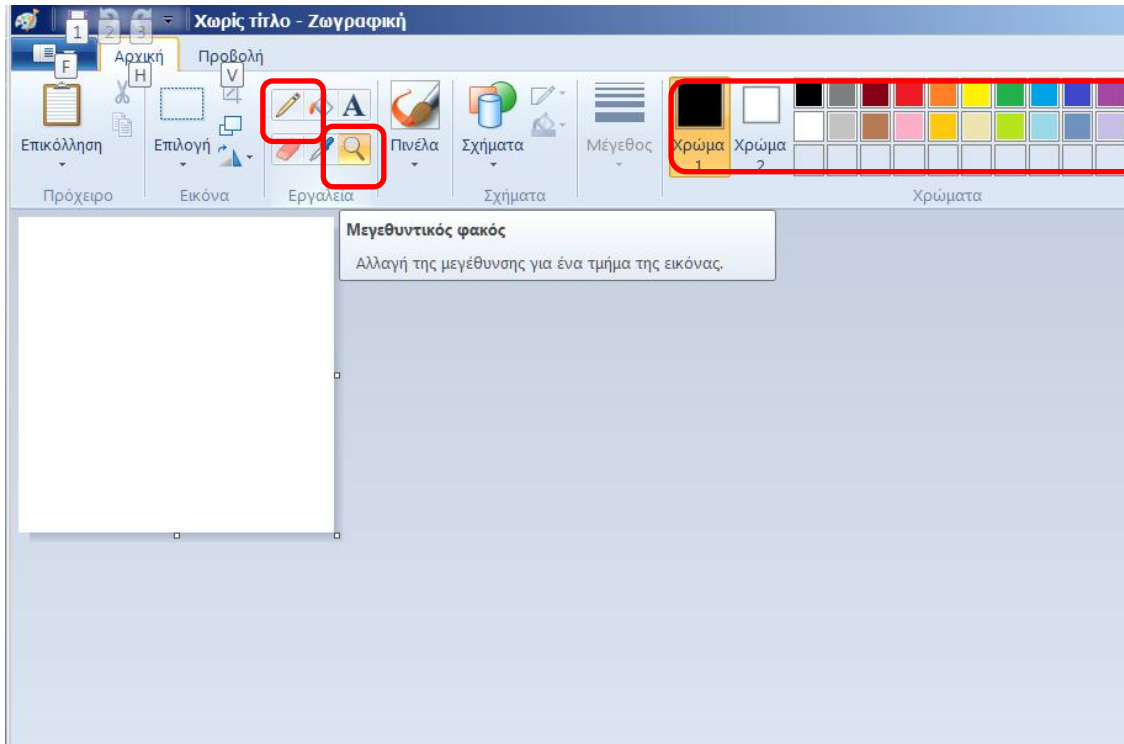 Χωρίς τίτλο - Ζωγραφική
1 2 3
F
Αρχική Προβολή
H V
Επικόλληση Επιλογή A Πινέλα Σχήματα Μέγεθος Χρώμα 1 Χρώμα 2
Πρόχειρο Εικόνα Εργαλεία Σχήματα Χρώματα
Μεγεθυντικός φακός
Αλλαγή της μεγέθυνσης για ένα τμήμα της εικόνας.